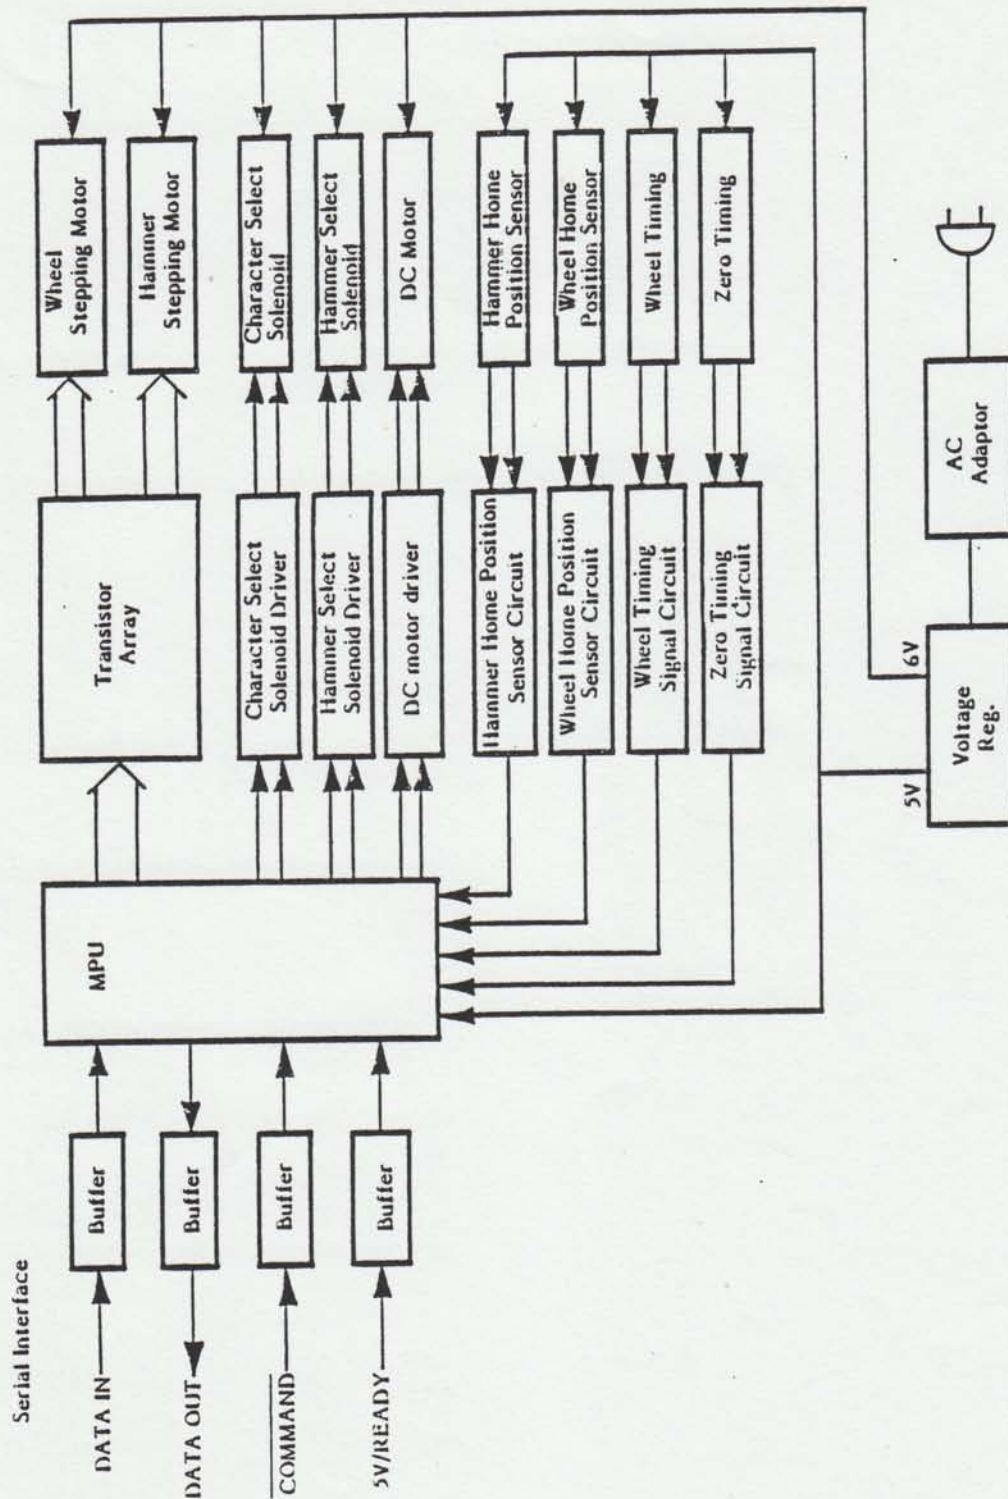 Serial Interface
DATA IN
Buffer
DATA OUT
Buffer
COMMAND
Buffer
5V/READY
Buffer
MPU
Transistor
Array
Wheel
Stepping Motor
Hammer
Stepping Motor
Character Select
Solenoid Driver
Character Select
Solenoid
Hammer Select
Solenoid Driver
Hammer Select
Solenoid
DC motor driver
DC Motor
Hammer Home Position
Sensor Circuit
Hammer Home
Position Sensor
Wheel Home Position
Sensor Circuit
Wheel Home
Position Sensor
Wheel Timing
Signal Circuit
Wheel Timing
Zero Timing
Signal Circuit
Zero Timing
5V
6V
Voltage
Reg.
AC
Adaptor